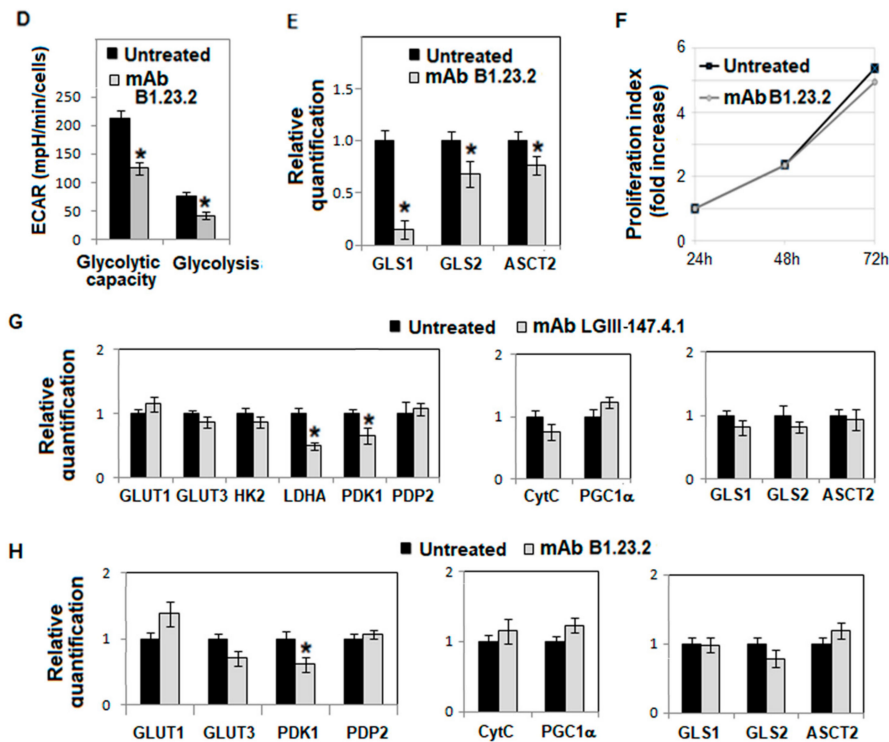 D
ECAR (mpH/min/cells)
250
200
150
100
50
0
Untreated
mAb
B1.23.2
*
*
Glycolytic
capacity
Glycolysis
E
Relative
quantification
1.5
1.0
0.5
0
Untreated
mAb B1.23.2
*
*
*
GLS1 GLS2 ASCT2
F
Proliferation index
(fold increase)
6
4
2
0
Untreated
mAb B1.23.2
24h 48h 72h
G
Untreated mAb LGIII-147.4.1
Relative
quantification
2
1
0
*
*
GLUT1 GLUT3 HK2 LDHA PDK1 PDP2
2
1
0
CytC PGC1α
2
1
0
GLS1 GLS2 ASCT2
H
Untreated mAb B1.23.2
Relative
quantification
2
1
0
*
GLUT1 GLUT3 PDK1 PDP2
2
1
0
CytC PGC1α
2
1
0
GLS1 GLS2 ASCT2